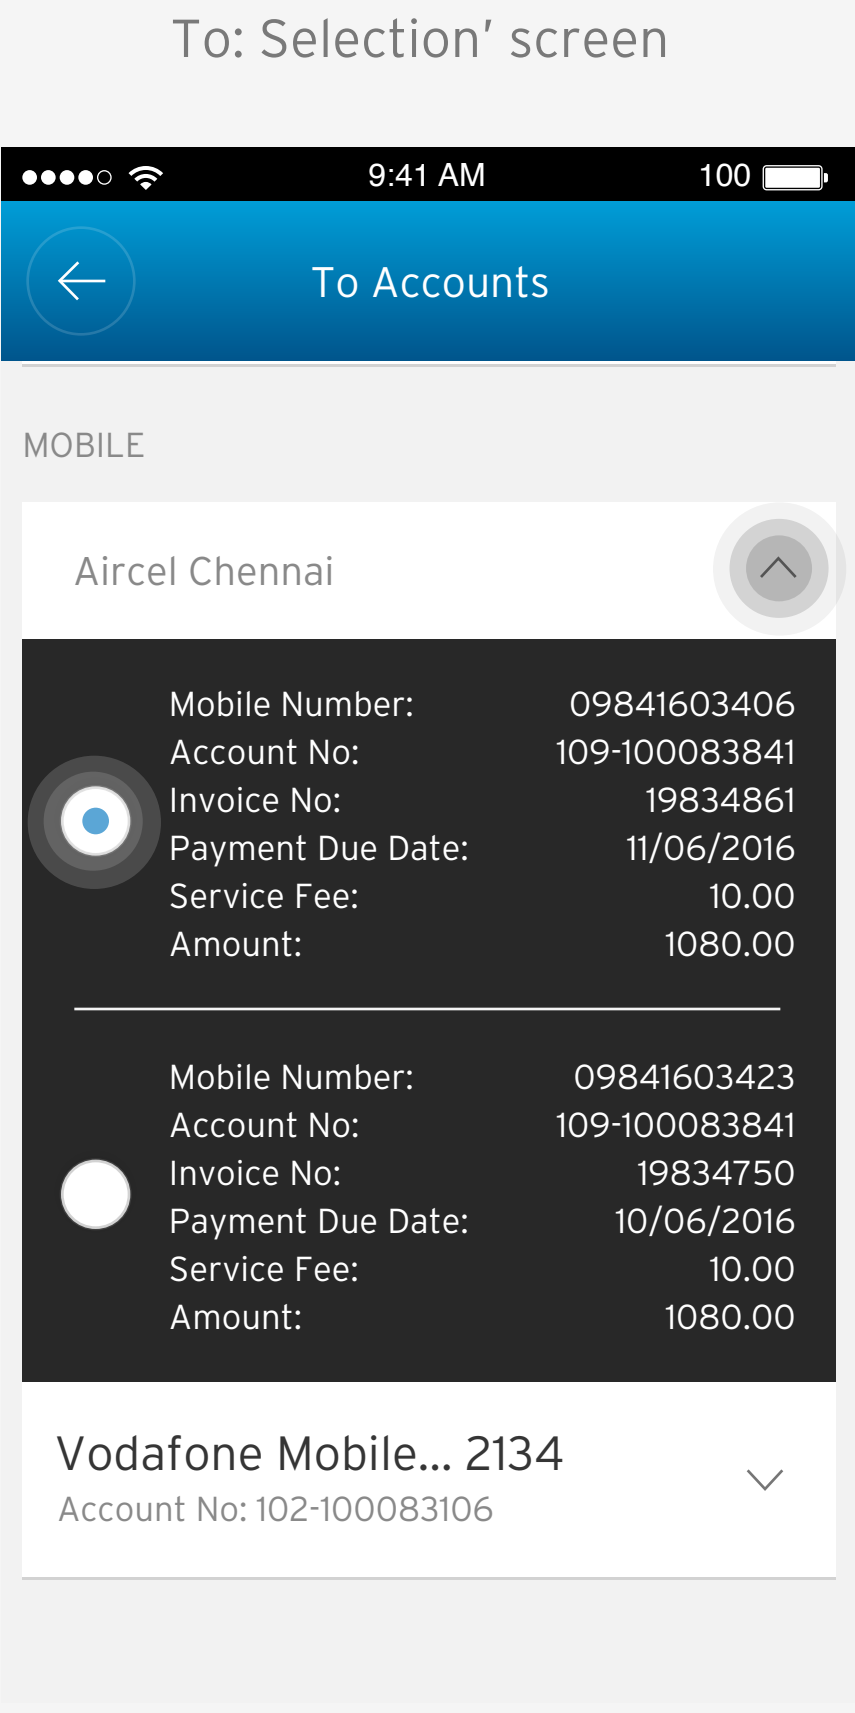 To: Selection’ screen
9:41 AM 100
To Accounts
MOBILE
Aircel Chennai
Mobile Number: 09841603406
Account No: 109-100083841
Invoice No: 19834861
Payment Due Date: 11/06/2016
Service Fee: 10.00
Amount: 1080.00
Mobile Number: 09841603423
Account No: 109-100083841
Invoice No: 19834750
Payment Due Date: 10/06/2016
Service Fee: 10.00
Amount: 1080.00
Vodafone Mobile... 2134
Account No: 102-100083106